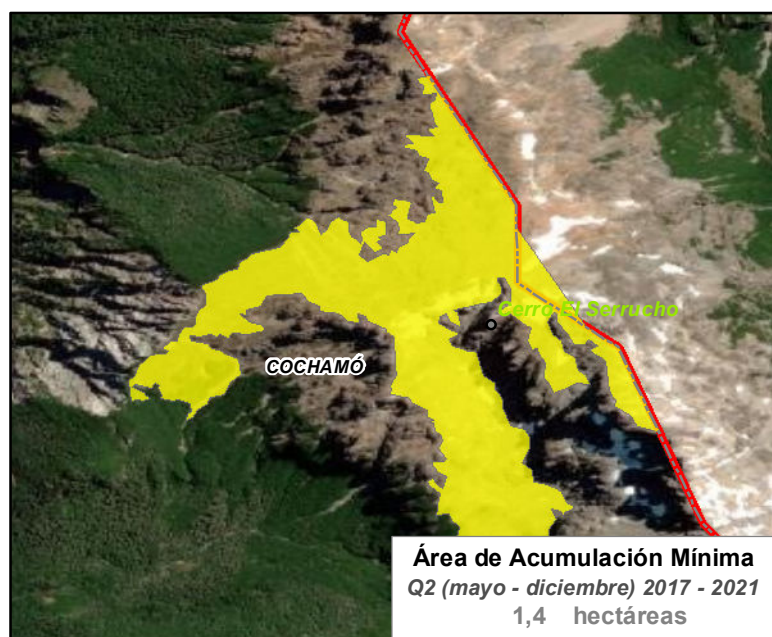 Cerro El Serrucho
COCHAMÓ
Área de Acumulación Mínima
Q2 (mayo - diciembre) 2017 - 2021
1,4 hectáreas